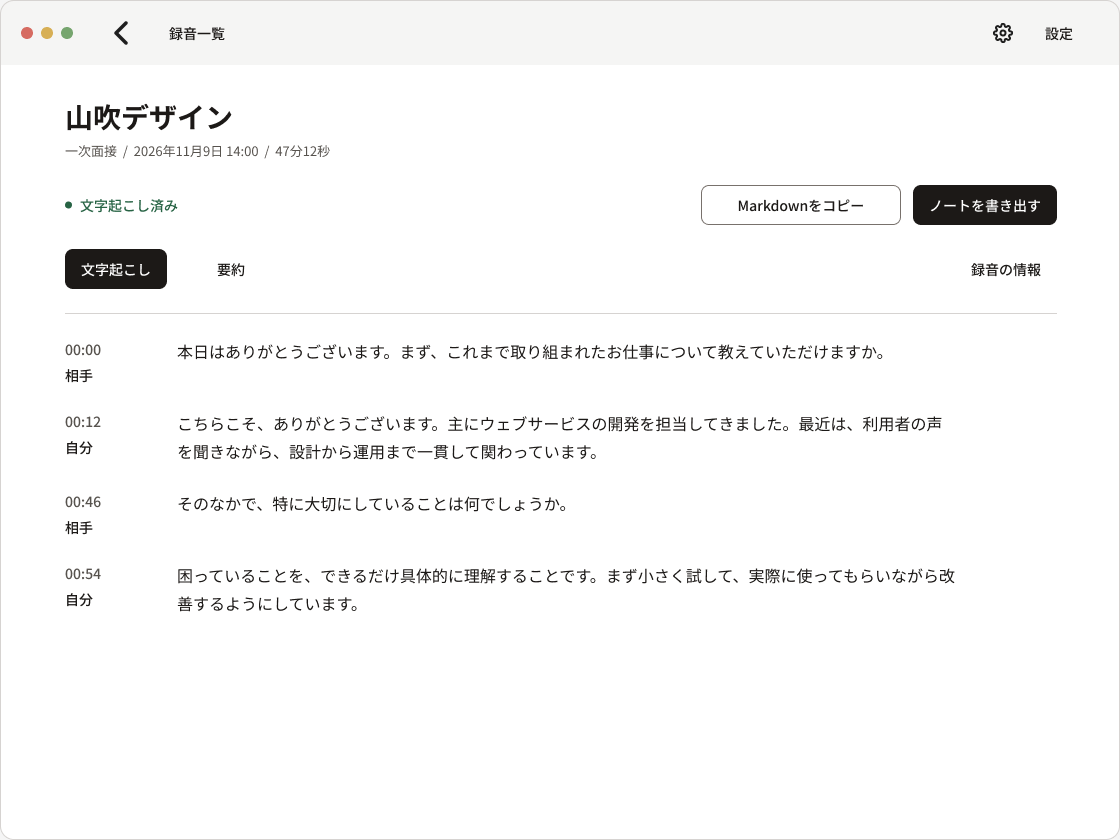 録音一覧
設定
山吹デザイン
一次面接 / 2026年11月9日 14:00 / 47分12秒
文字起こし済み
Markdownをコピー
ノートを書き出す
文字起こし
要約
録音の情報
00:00
相手
本日はありがとうございます。まず、これまで取り組まれたお仕事について教えていただけますか。
00:12
自分
こちらこそ、ありがとうございます。主にウェブサービスの開発を担当してきました。最近は、利用者の声
を聞きながら、設計から運用まで一貫して関わっています。
00:46
相手
そのなかで、特に大切にしていることは何でしょうか。
00:54
自分
困っていることを、できるだけ具体的に理解することです。まず小さく試して、実際に使ってもらいながら改
善するようにしています。